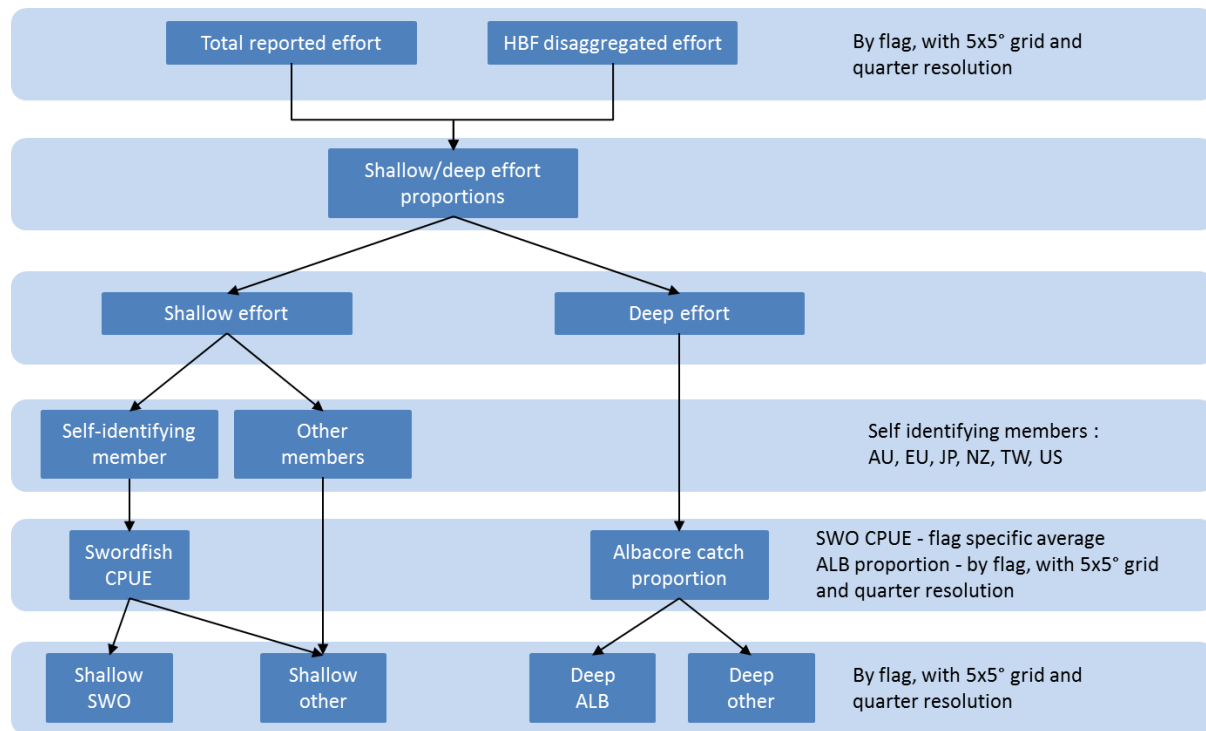 Total reported effort
HBF disaggregated effort
By flag, with 5x5° grid and
quarter resolution
Shallow/deep effort
proportions
Shallow effort
Deep effort
Self-identifying
member
Other
members
Self identifying members :
AU, EU, JP, NZ, TW, US
Swordfish
CPUE
Albacore catch
proportion
SWO CPUE - flag specific average
ALB proportion - by flag, with 5x5° grid
and quarter resolution
Shallow
SWO
Shallow
other
Deep
ALB
Deep
other
By flag, with 5x5° grid and
quarter resolution